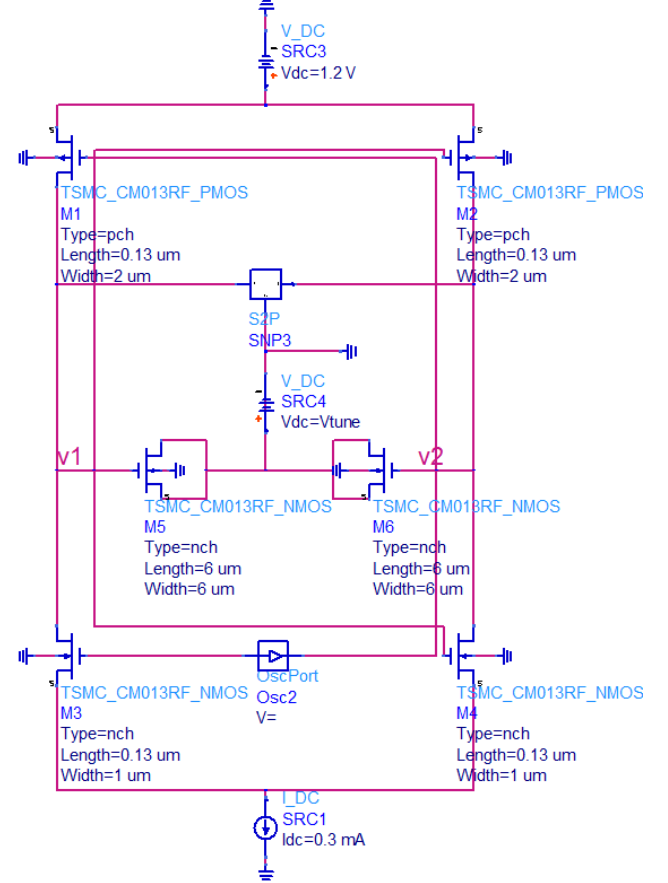 V_DC
SRC3
Vdc=1.2 V
TSMC_CM013RF_PMOS
M1
Type=pch
Length=0.13 um
Width=2 um
TSMC_CM013RF_PMOS
M2
Type=pch
Length=0.13 um
Width=2 um
S2P
SNP3
V_DC
SRC4
Vdc=Vtune
v1
v2
TSMC_CM013RF_NMOS
M5
Type=nch
Length=6 um
Width=6 um
TSMC_CM013RF_NMOS
M6
Type=nch
Length=6 um
Width=6 um
OscPort
Osc2
V=
TSMC_CM013RF_NMOS
M3
Type=nch
Length=0.13 um
Width=1 um
TSMC_CM013RF_NMOS
M4
Type=nch
Length=0.13 um
Width=1 um
I_DC
SRC1
Idc=0.3 mA